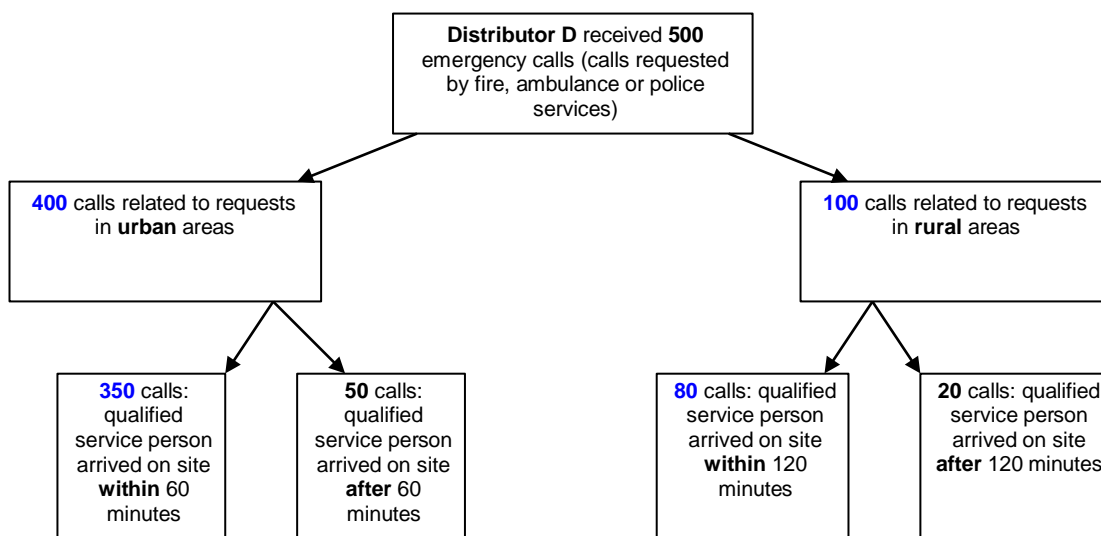 Distributor D received 500
emergency calls (calls requested
by fire, ambulance or police
services)
400 calls related to requests
in urban areas
100 calls related to requests
in rural areas
350 calls:
qualified
service person
arrived on site
within 60
minutes
50 calls:
qualified
service person
arrived on site
after 60
minutes
80 calls: qualified
service person
arrived on site
within 120
minutes
20 calls: qualified
service person
arrived on site
after 120 minutes